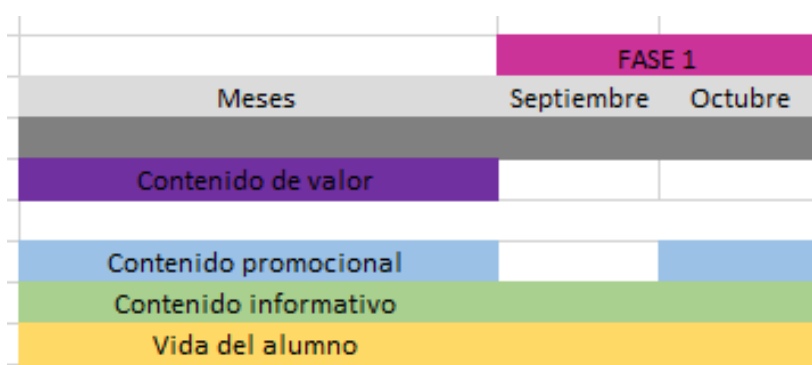 FASE 1
Meses Septiembre Octubre
Contenido de valor
Contenido promocional
Contenido informativo
Vida del alumno